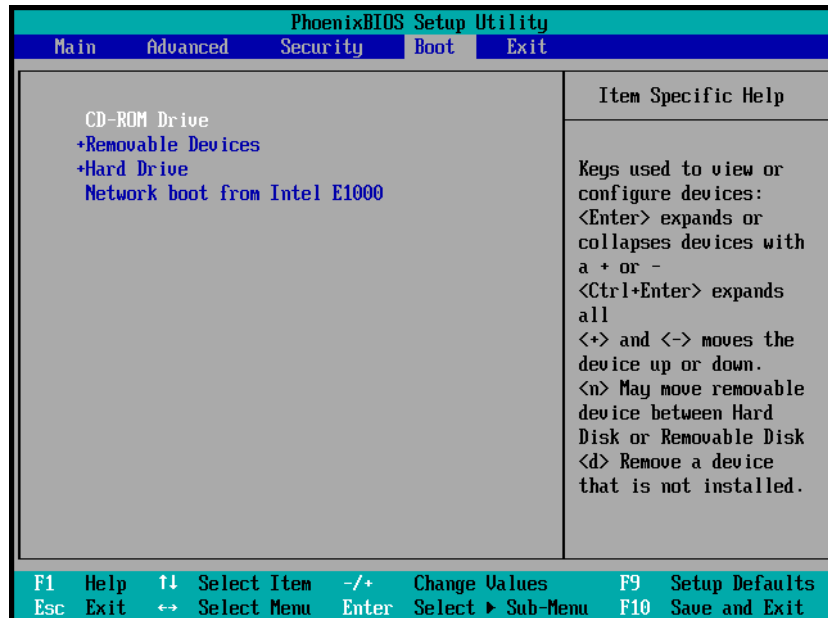 PhoenixBIOS Setup Utility
Main Advanced Security Boot Exit
CD-ROM Drive
+Removable Devices
+Hard Drive
Network boot from Intel E1000
Item Specific Help
Keys used to view or
configure devices:
<Enter> expands or
collapses devices with
a + or -
<Ctrl+Enter> expands
all
<+> and <-> moves the
device up or down.
<n> May move removable
device between Hard
Disk or Removable Disk
<d> Remove a device
that is not installed.
F1 Help ↑↓ Select Item -/+ Change Values F9 Setup Defaults
Esc Exit ↔ Select Menu Enter Select ▶ Sub-Menu F10 Save and Exit